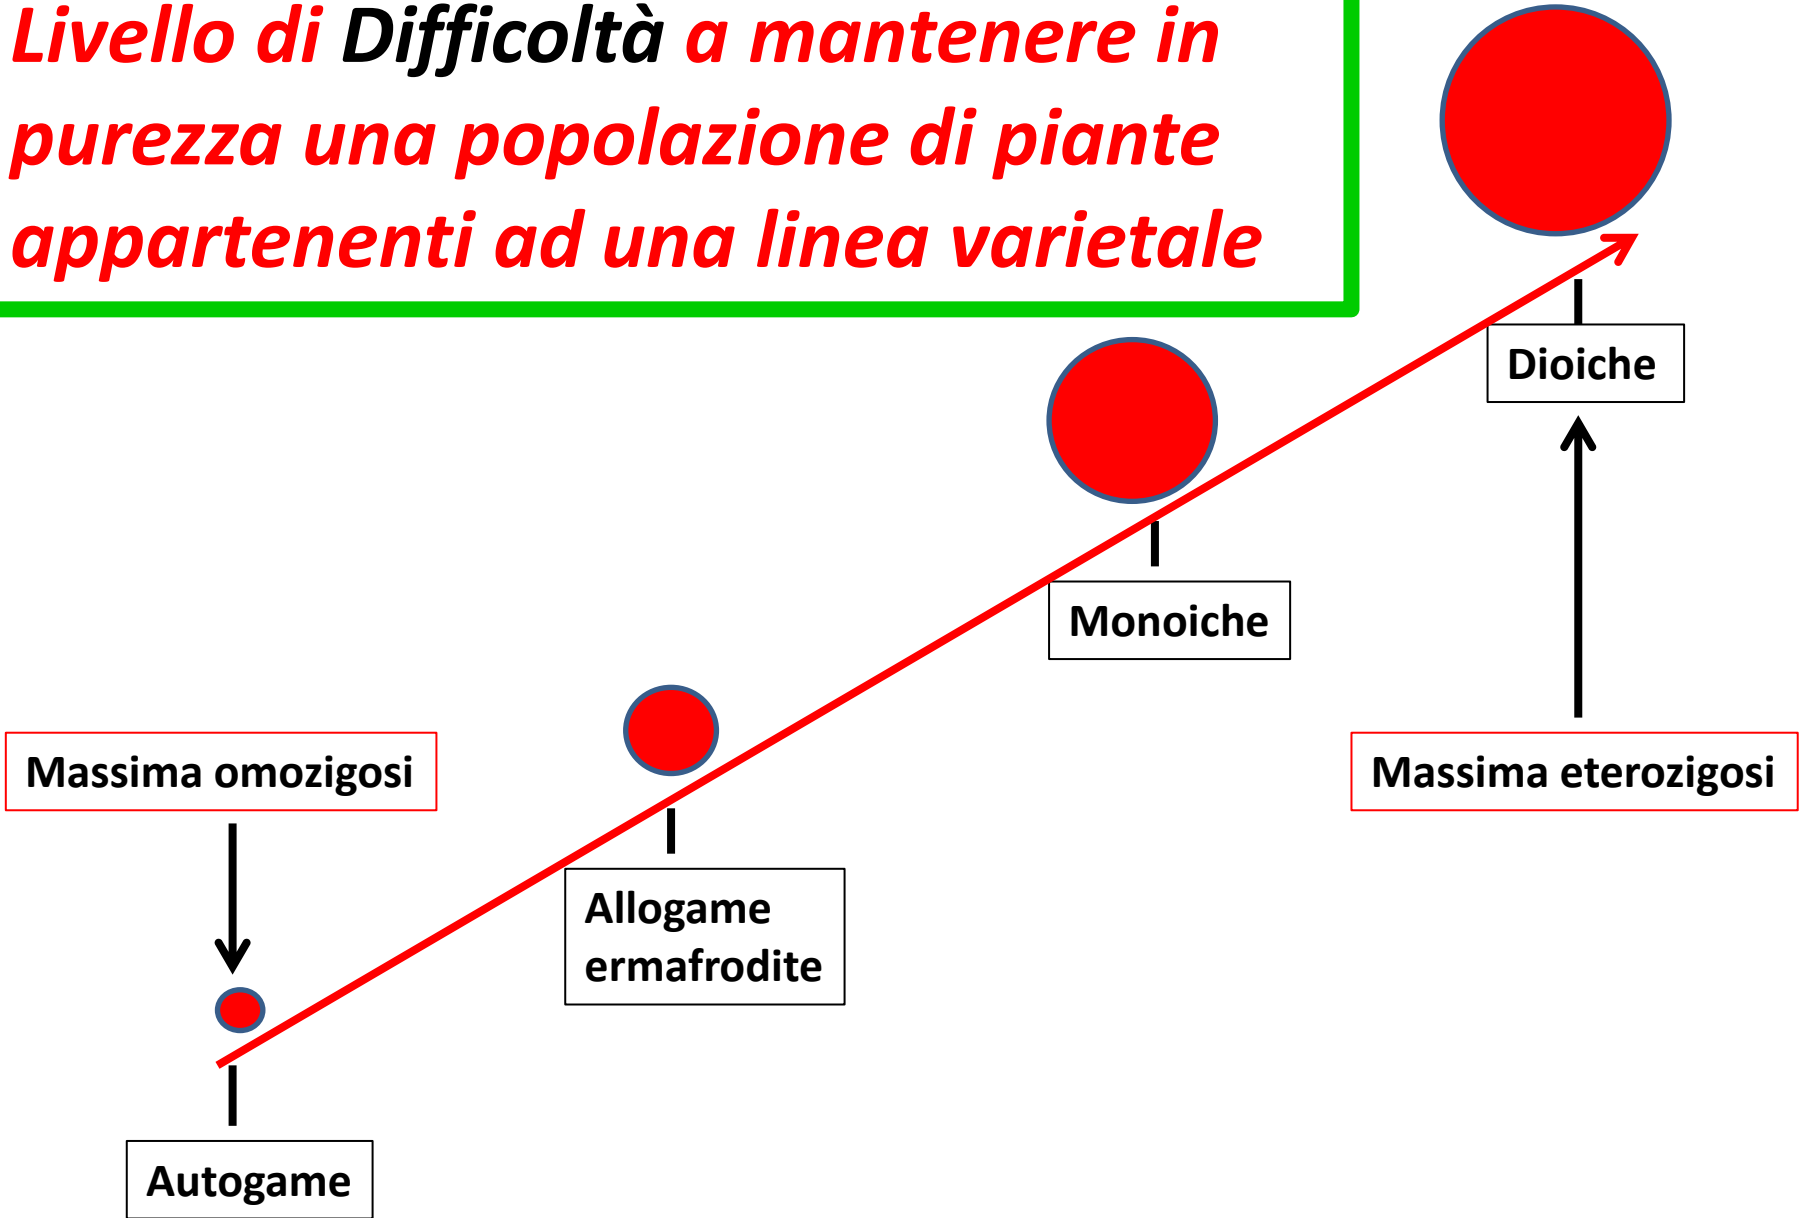 Livello di Difficoltà a mantenere in
purezza una popolazione di piante
appartenenti ad una linea varietale
Dioiche
Monoiche
Massima omozigosi
Massima eterozigosi
Allogame
ermafrodite
Autogame